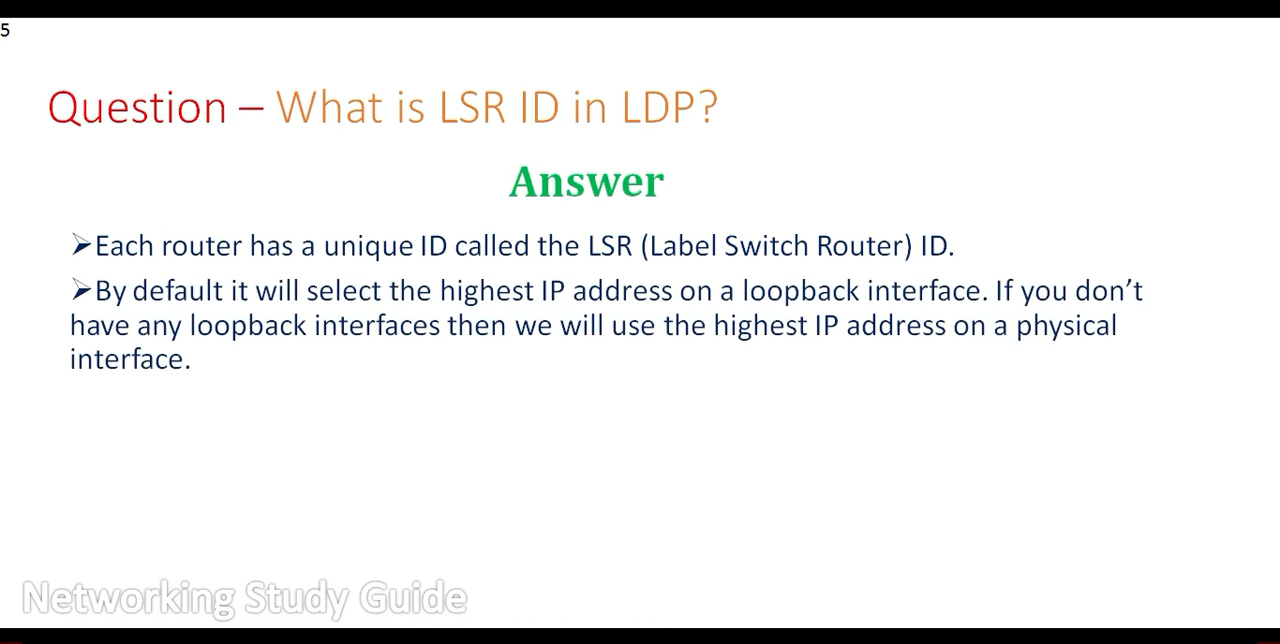 5
Question – What is LSR ID in LDP?
Answer
➢Each router has a unique ID called the LSR (Label Switch Router) ID.
➢By default it will select the highest IP address on a loopback interface. If you don’t
have any loopback interfaces then we will use the highest IP address on a physical
interface.
Networking Study Guide